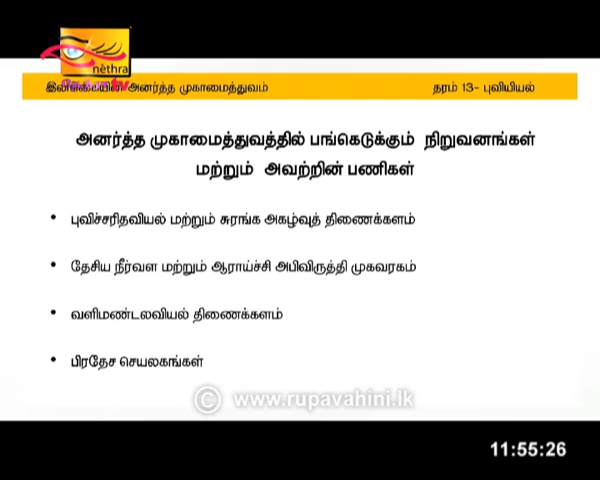 nēthra
இலங்கையின் அனர்த்த முகாமைத்துவம்
தரம் 13- புவியியல்
அனர்த்த முகாமைத்துவத்தில் பங்கெடுக்கும் நிறுவனங்கள்
மற்றும் அவற்றின் பணிகள்
• புவிச்சரிதவியல் மற்றும் சுரங்க அகழ்வுத் திணைக்களம்
• தேசிய நீர்வள மற்றும் ஆராய்ச்சி அபிவிருத்தி முகவரகம்
• வளிமண்டலவியல் திணைக்களம்
• பிரதேச செயலகங்கள்
© www.rupavahini.lk
11:55:26